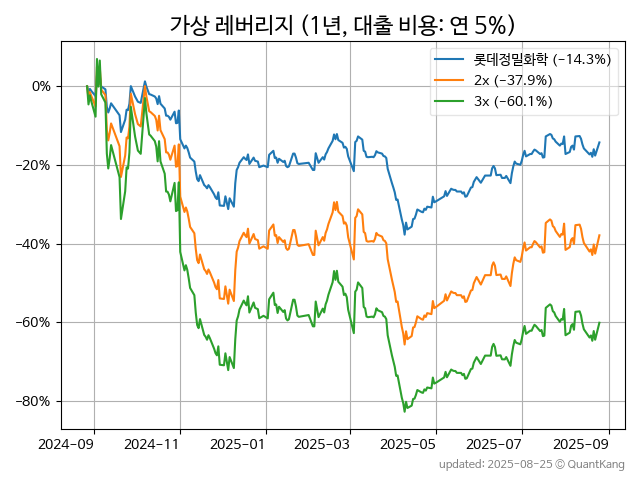 가상 레버리지 (1년, 대출 비용: 연 5%)
롯데정밀화학 (−14.3%)
2x (−37.9%)
3x (−60.1%)
0%
−20%
−40%
−60%
−80%
2024-09 2024-11 2025-01 2025-03 2025-05 2025-07 2025-09
updated: 2025-08-25 © QuantKang